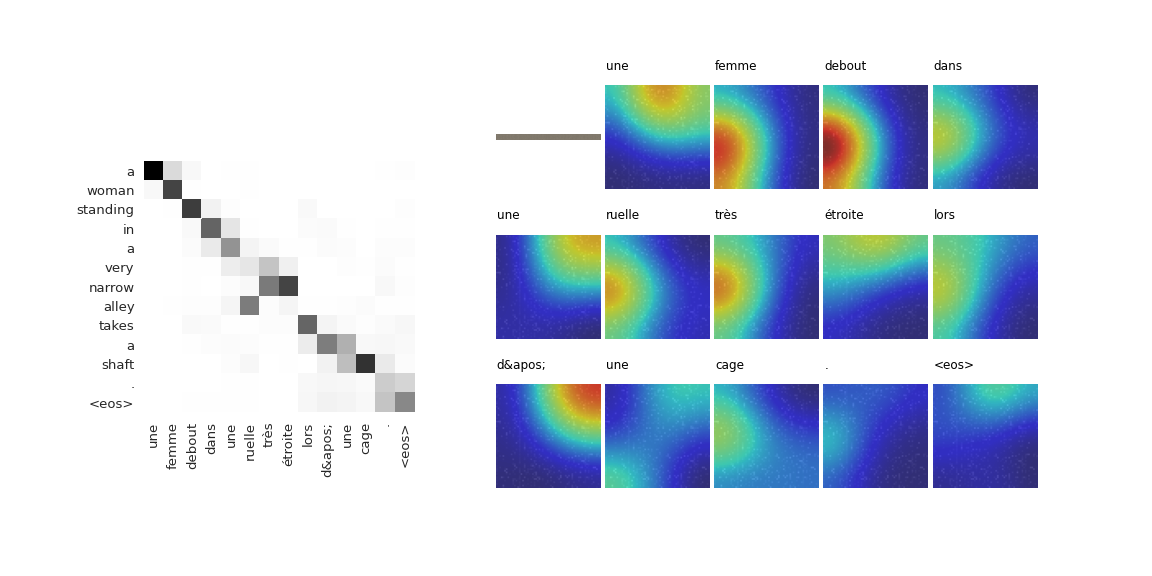 a
woman
standing
in
a
very
narrow
alley
takes
a
shaft
.
<eos>
une
femme
debout
dans
une
ruelle
très
étroite
lors
d&apos;
une
cage
.
<eos>
une femme debout dans
une ruelle très étroite lors
d&apos; une cage . <eos>